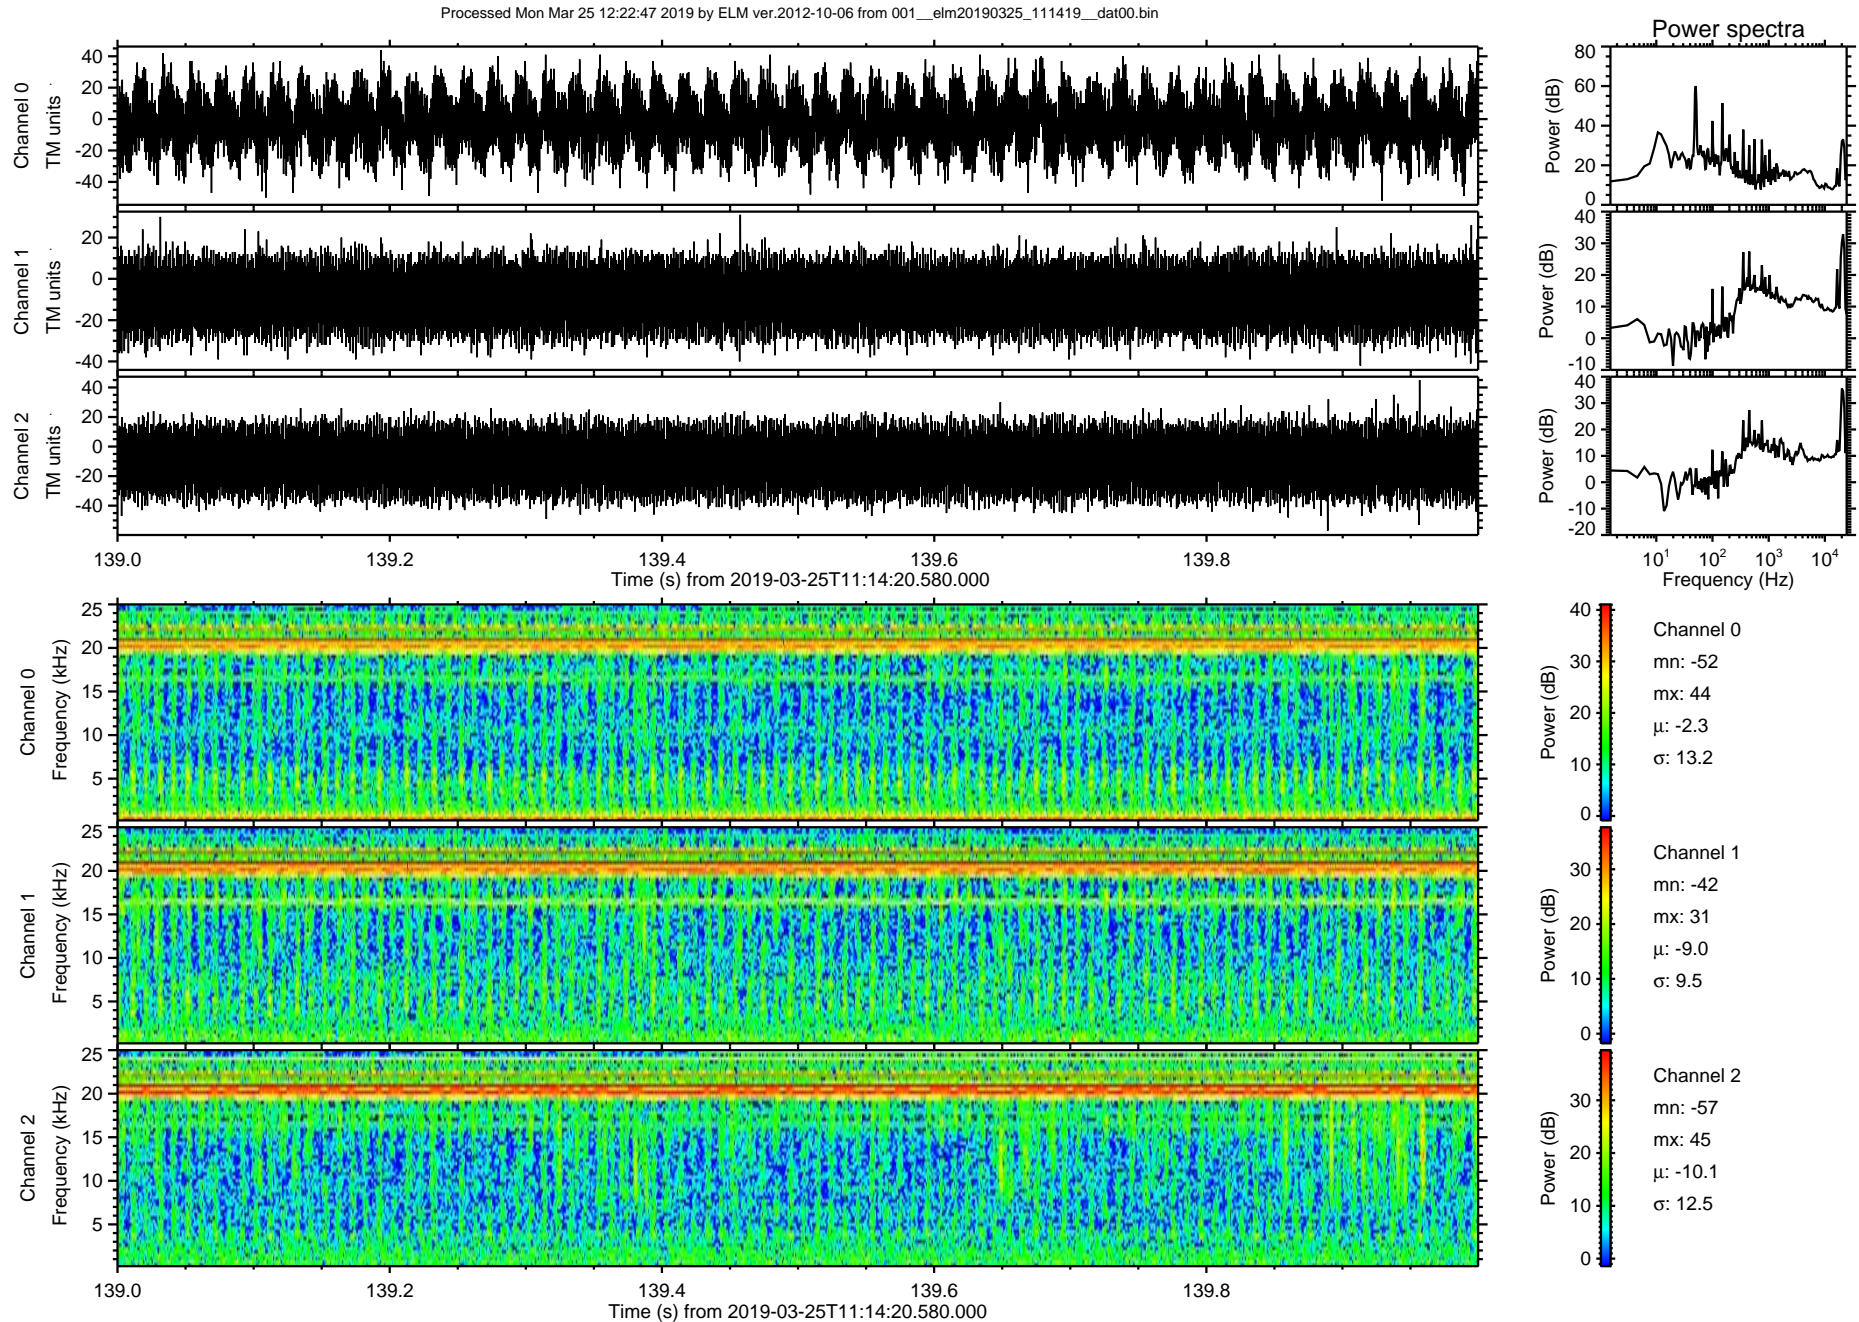 Processed Mon Mar 25 12:22:47 2019 by ELM ver.2012-10-06 from 001__elm20190325_111419__dat00.bin
Power spectra
Channel 0
TM units
40
20
0
-20
-40
Power (dB)
80
60
40
20
0
Channel 1
TM units
20
0
-20
-40
Power (dB)
40
30
20
10
0
-10
Channel 2
TM units
40
20
0
-20
-40
Power (dB)
40
30
20
10
0
-10
-20
139.0 139.2 139.4 139.6 139.8
Time (s) from 2019-03-25T11:14:20.580.000
10^1 10^2 10^3 10^4
Frequency (Hz)
Channel 0
Frequency (kHz)
25
20
15
10
5
Power (dB)
40
30
20
10
0
Channel 0
mn: -52
mx: 44
μ: -2.3
σ: 13.2
Channel 1
Frequency (kHz)
25
20
15
10
5
Power (dB)
30
20
10
0
Channel 1
mn: -42
mx: 31
μ: -9.0
σ: 9.5
Channel 2
Frequency (kHz)
25
20
15
10
5
Power (dB)
30
20
10
0
Channel 2
mn: -57
mx: 45
μ: -10.1
σ: 12.5
139.0 139.2 139.4 139.6 139.8
Time (s) from 2019-03-25T11:14:20.580.000